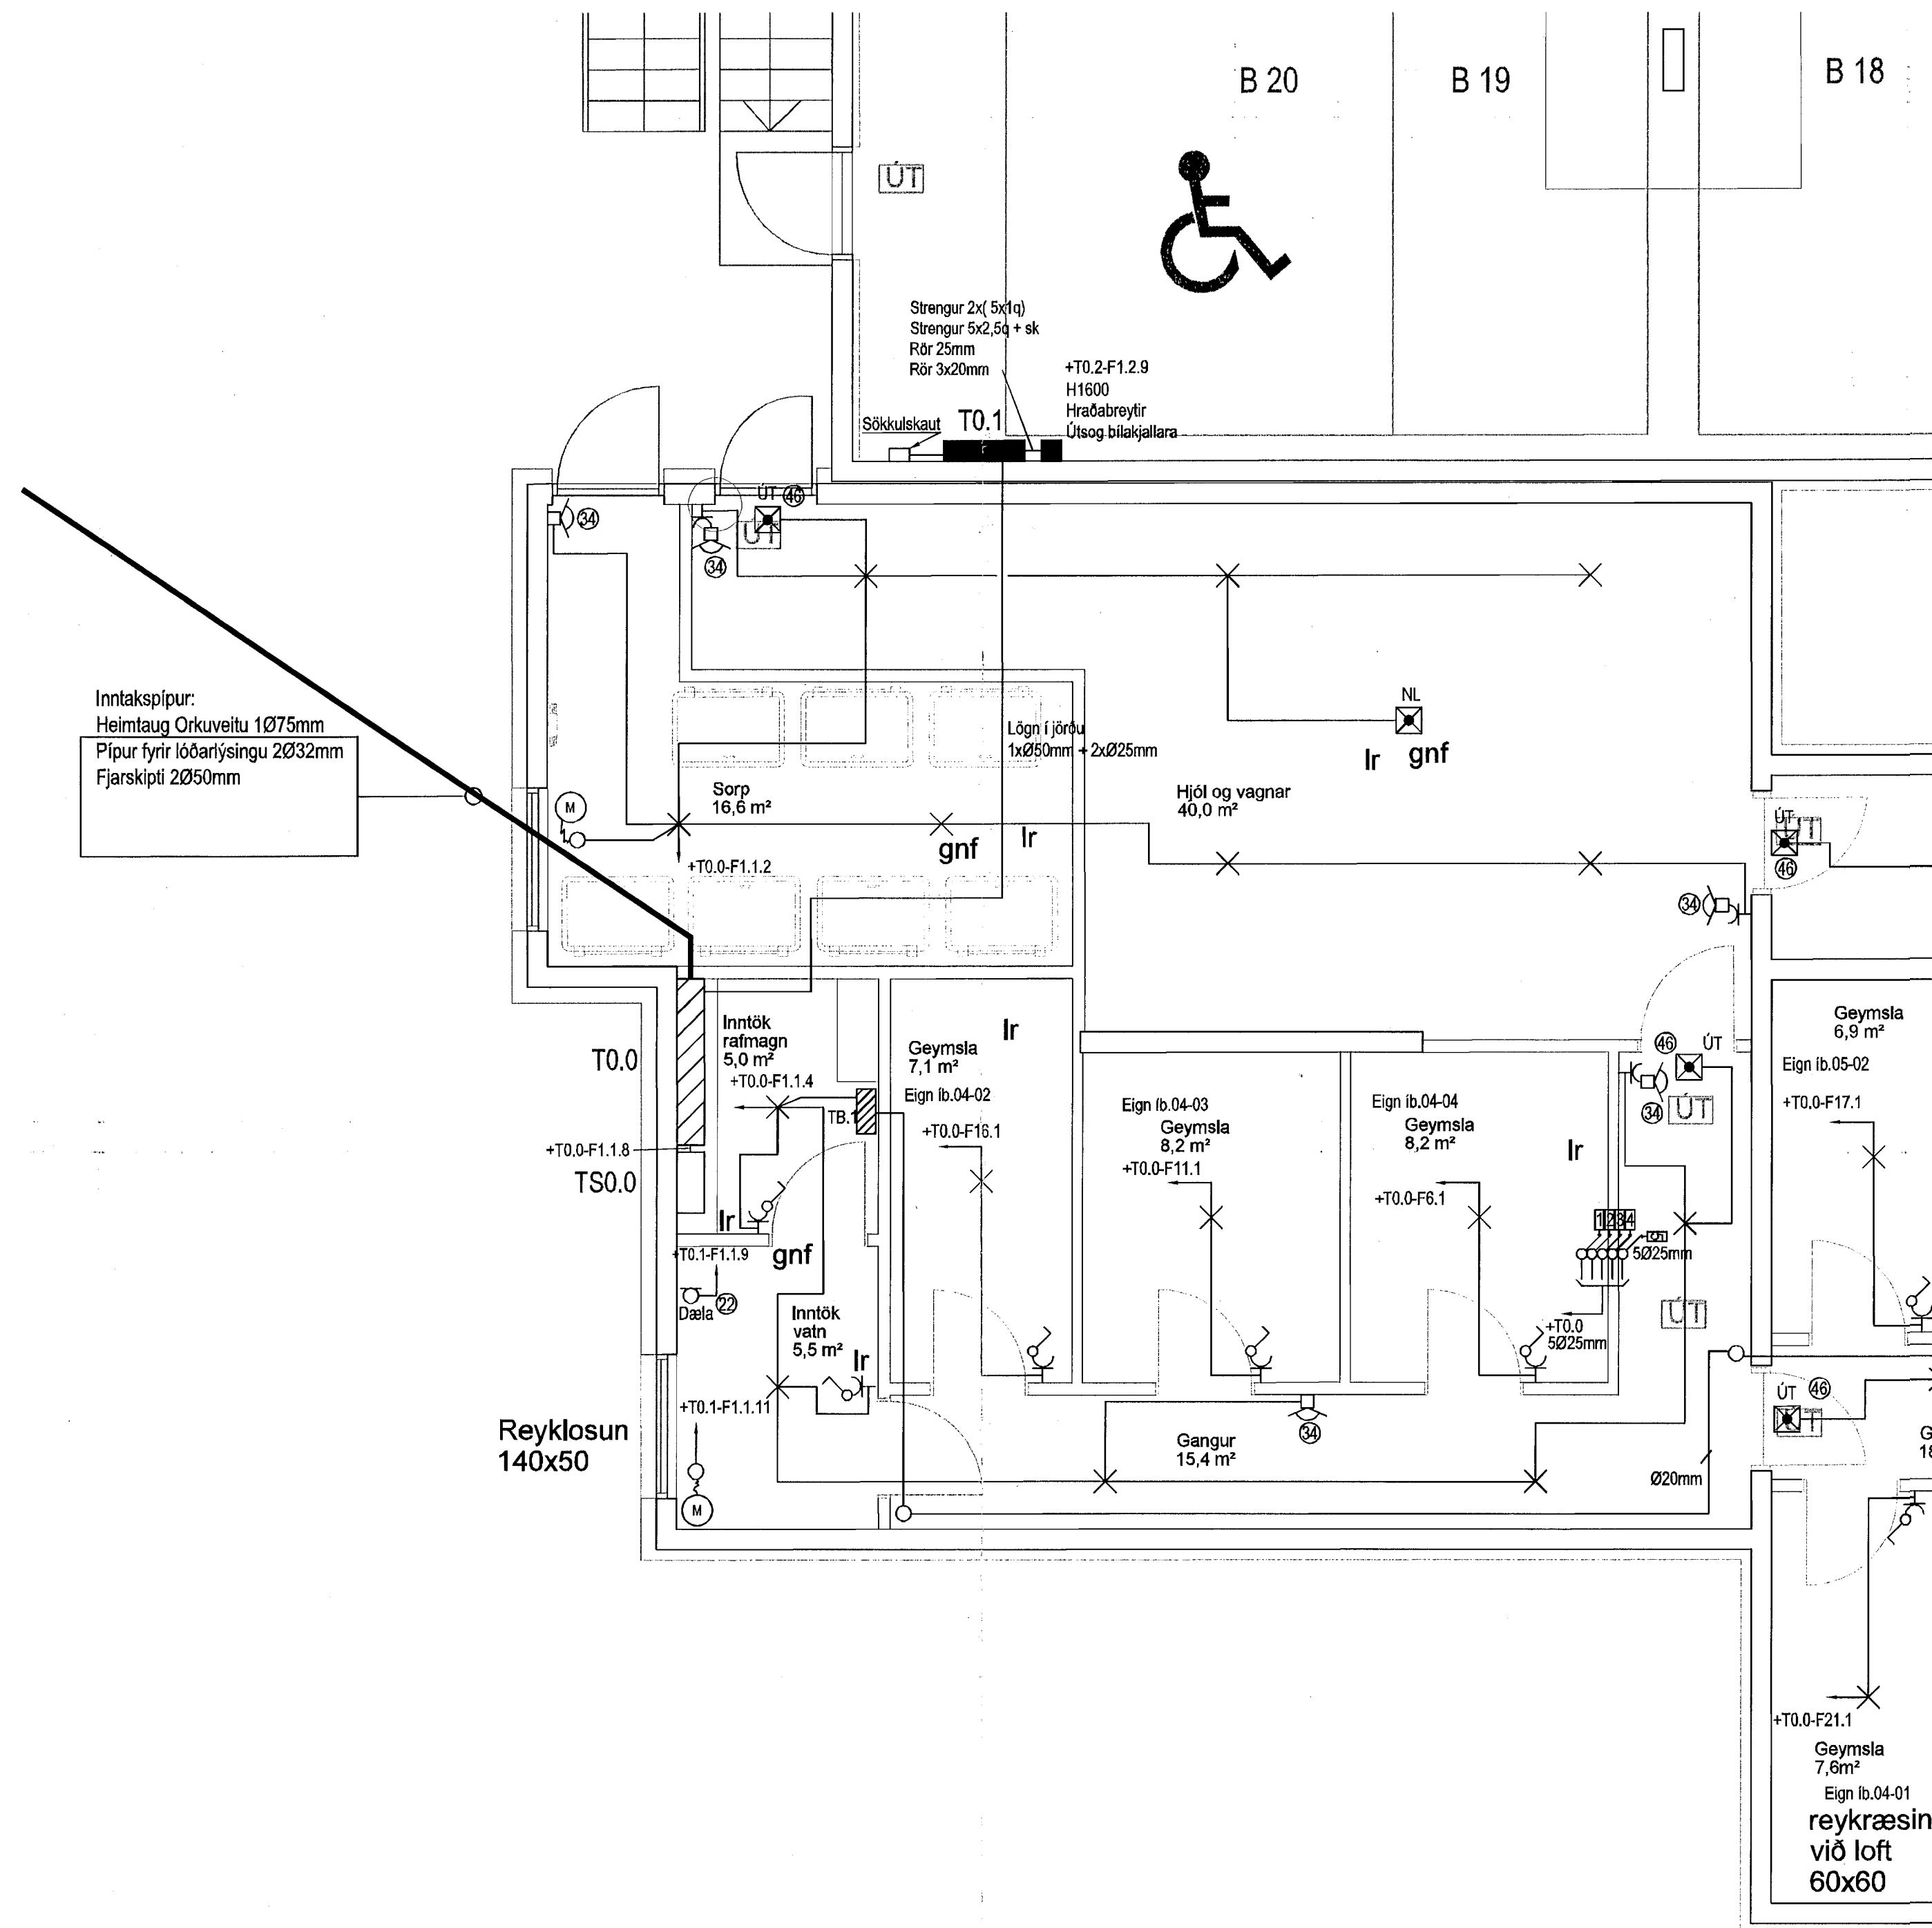 B 20
B 19
B 18
ÚT
Strengur 2x( 5x1q)
Strengur 5x2,5q + sk
Rör 25mm
Rör 3x20mm
+T0.2-F1.2.9
H1600
Hraðabreytir
Útsog bílakjallara
Sökkulskaut
T0.1
34
34
ÚT
46
ÚT
Inntakspípur:
Heimtaug Orkuveitu 1Ø75mm
Pípur fyrir lóðarlýsingu 2Ø32mm
Fjarskipti 2Ø50mm
NL
lr
gnf
Lögn í jörðu
1xØ50mm + 2xØ25mm
Sorp
16,6 m²
M
+T0.0-F1.1.2
gnf
lr
Hjól og vagnar
40,0 m²
ÚT
ÚT
46
34
Inntök
rafmagn
5,0 m²
T0.0
+T0.0-F1.1.4
TB.1
+T0.0-F1.1.8
TS0.0
lr
gnf
+T0.1-F1.1.9
Dæla
22
Inntök
vatn
5,5 m²
lr
+T0.1-F1.1.11
M
Reyklosun
140x50
lr
Geymsla
7,1 m²
Eign íb.04-02
+T0.0-F16.1
Eign íb.04-03
Geymsla
8,2 m²
+T0.0-F11.1
Eign íb.04-04
Geymsla
8,2 m²
lr
+T0.0-F6.1
46
ÚT
34
ÚT
1
2
3
4
5Ø25mm
+T0.0
5Ø25mm
ÚT
34
Gangur
15,4 m²
Ø20mm
Geymsla
6,9 m²
Eign íb.05-02
+T0.0-F17.1
ÚT
46
G
18
+T0.0-F21.1
Geymsla
7,6m²
Eign íb.04-01
reykræsin
við loft
60x60